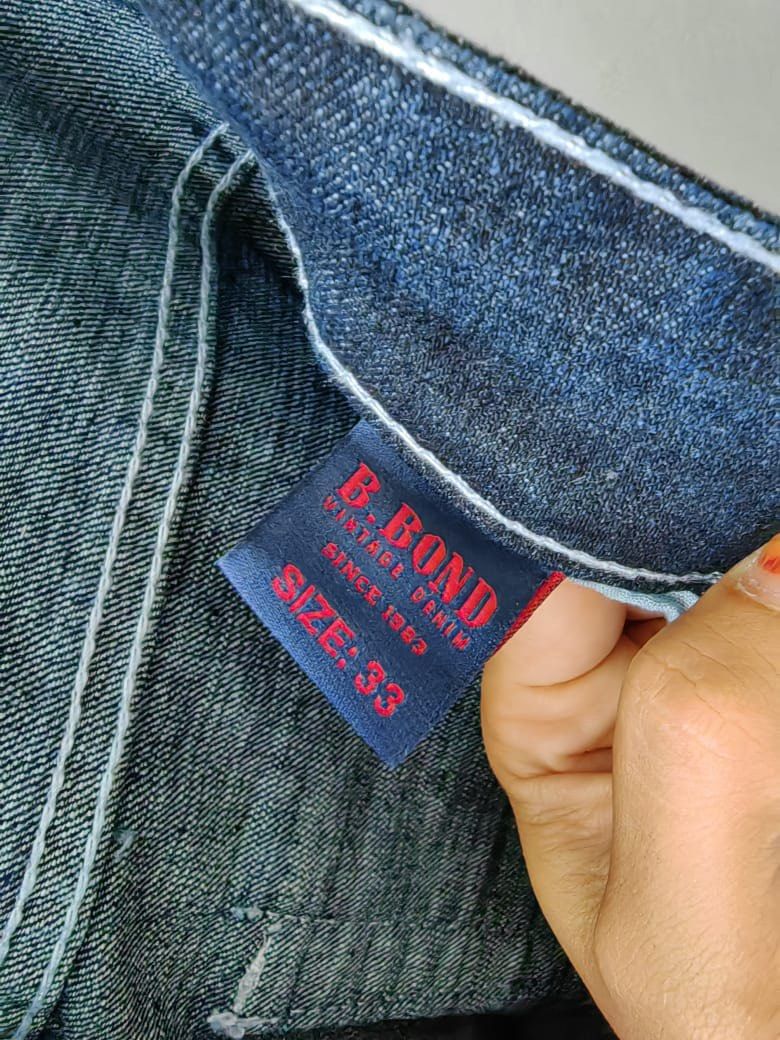 B.BOND
VINTAGE DENIM
SINCE 1983
SIZE: 33